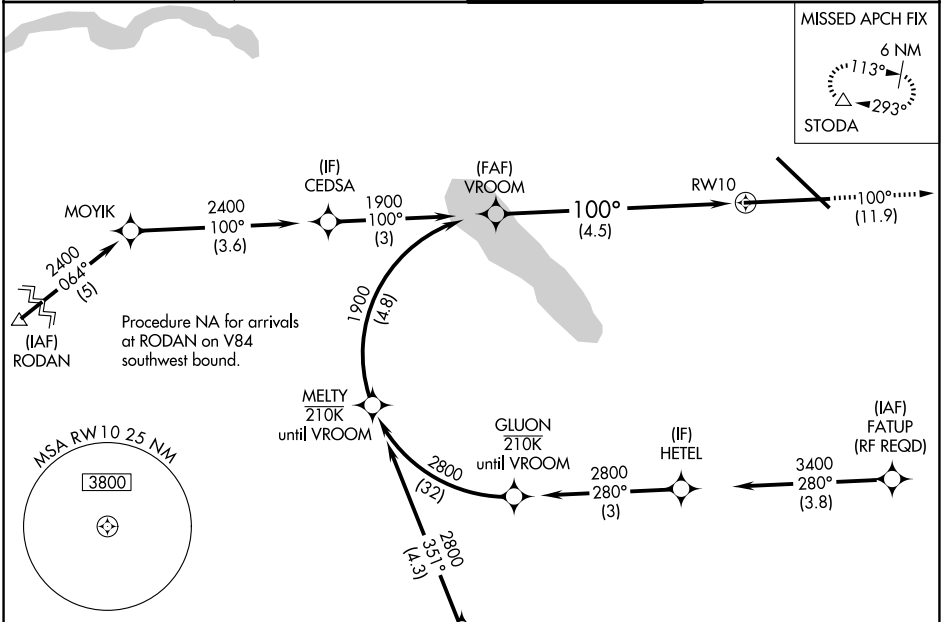 MISSED APCH FIX
6 NM
113°
293°
STODA
(IF)
CEDSA
(FAF)
VROOM
RW10
MOYIK
2400
100°
(3.6)
1900
100°
(3)
100°
(4.5)
100°
(11.9)
2400
064°
(5)
(IAF)
RODAN
Procedure NA for arrivals
at RODAN on V84
southwest bound.
1900
(4.8)
MELTY
210K
until VROOM
GLUON
210K
until VROOM
(IF)
HETEL
(IAF)
FATUP
(RF REQD)
2800
(32)
2800
280°
(3)
3400
280°
(3.8)
2800
351°
(4.3)
MSA RW10 25 NM
3800